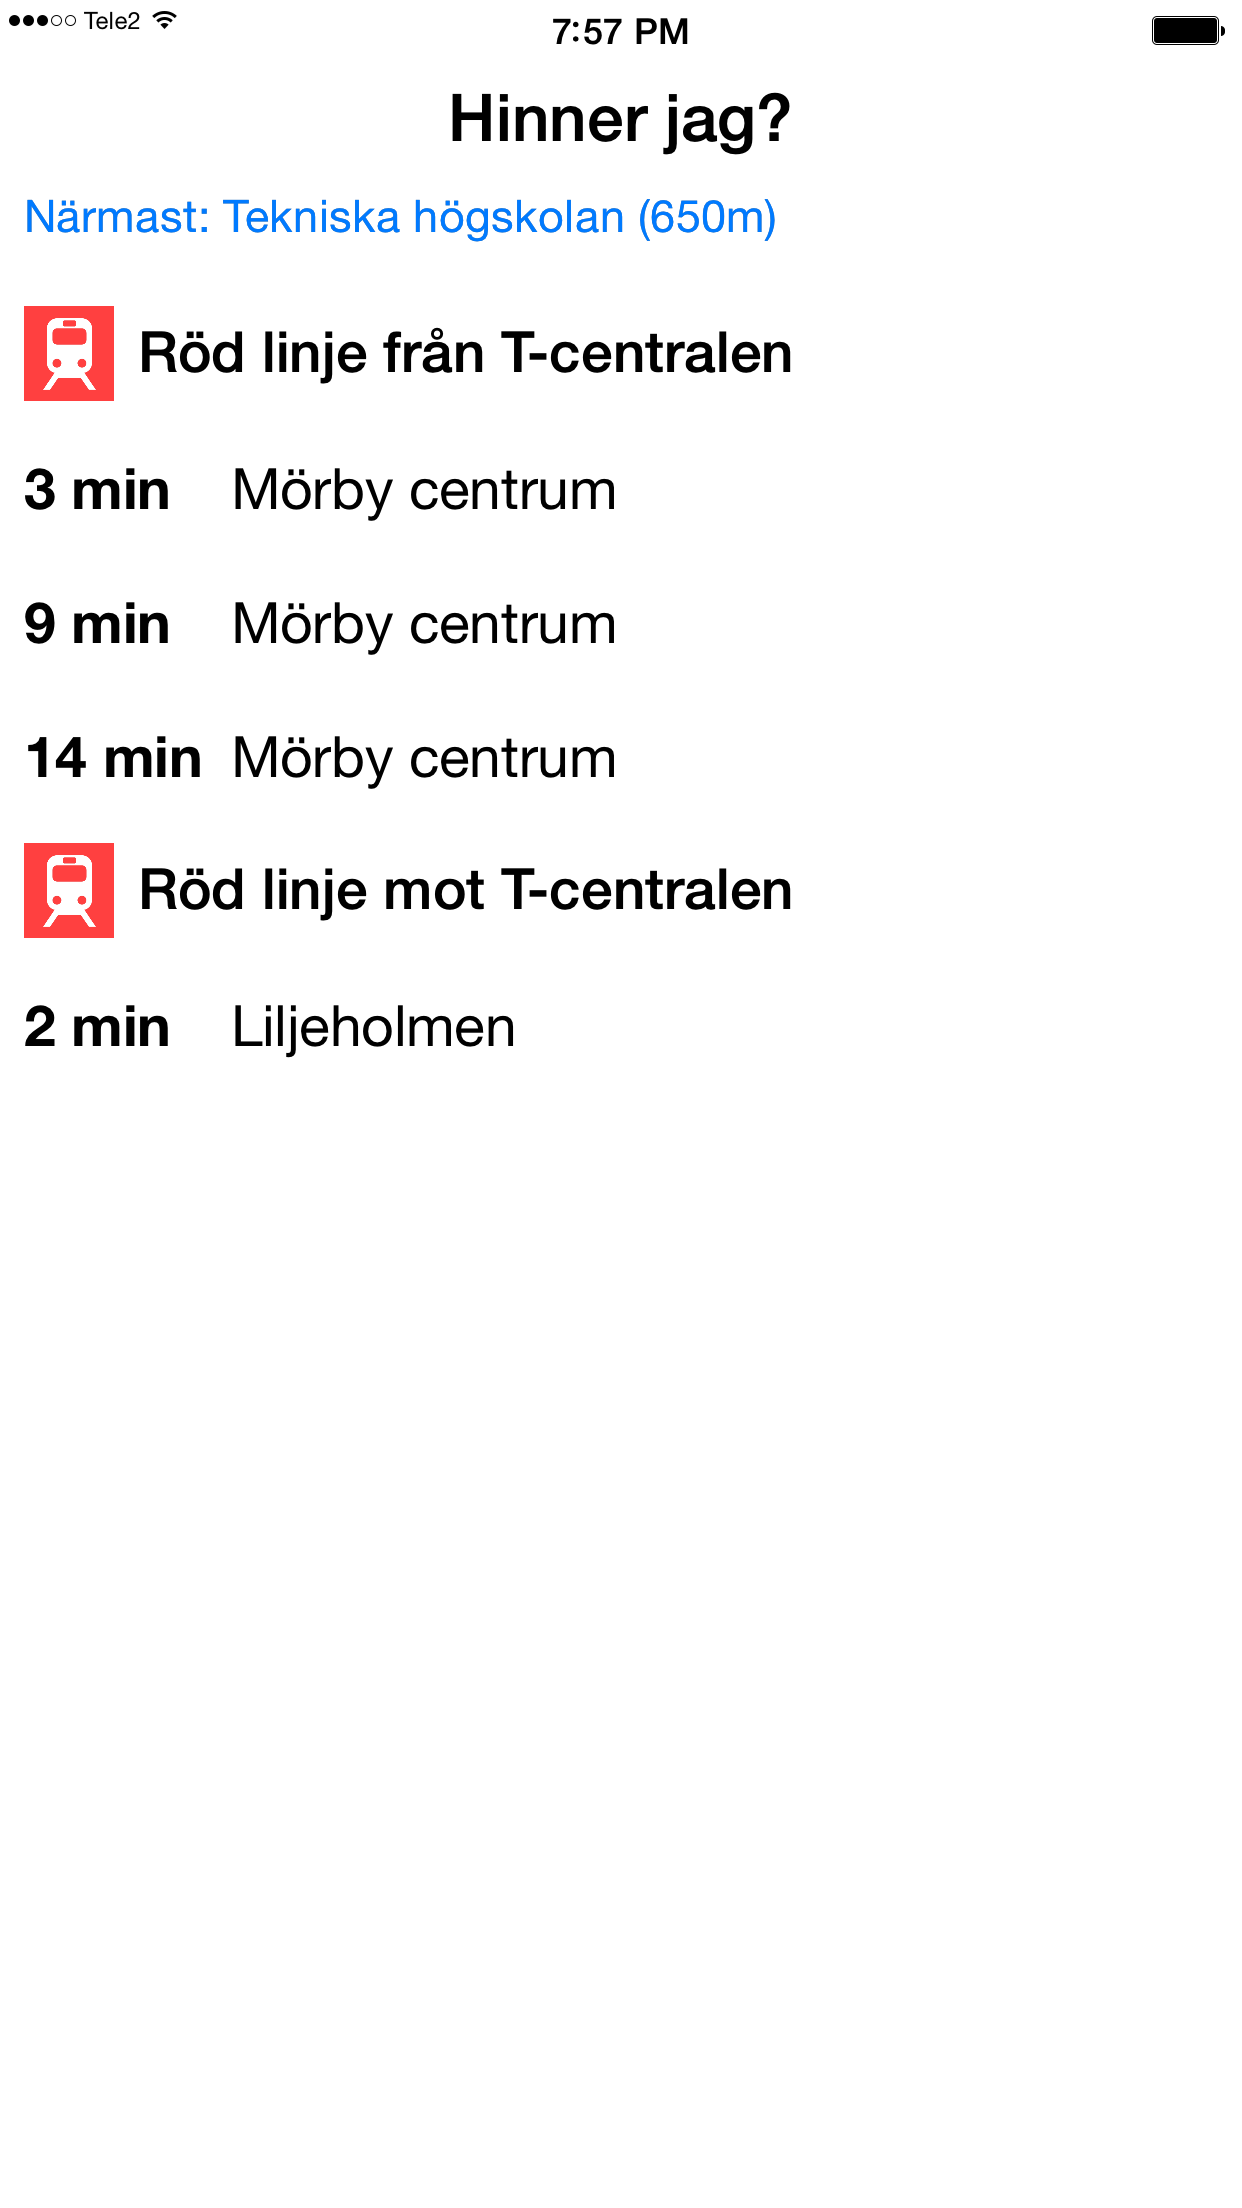 Tele2
7:57 PM
Hinner jag?
Närmast: Tekniska högskolan (650m)
Röd linje från T-centralen
3 min Mörby centrum
9 min Mörby centrum
14 min Mörby centrum
Röd linje mot T-centralen
2 min Liljeholmen